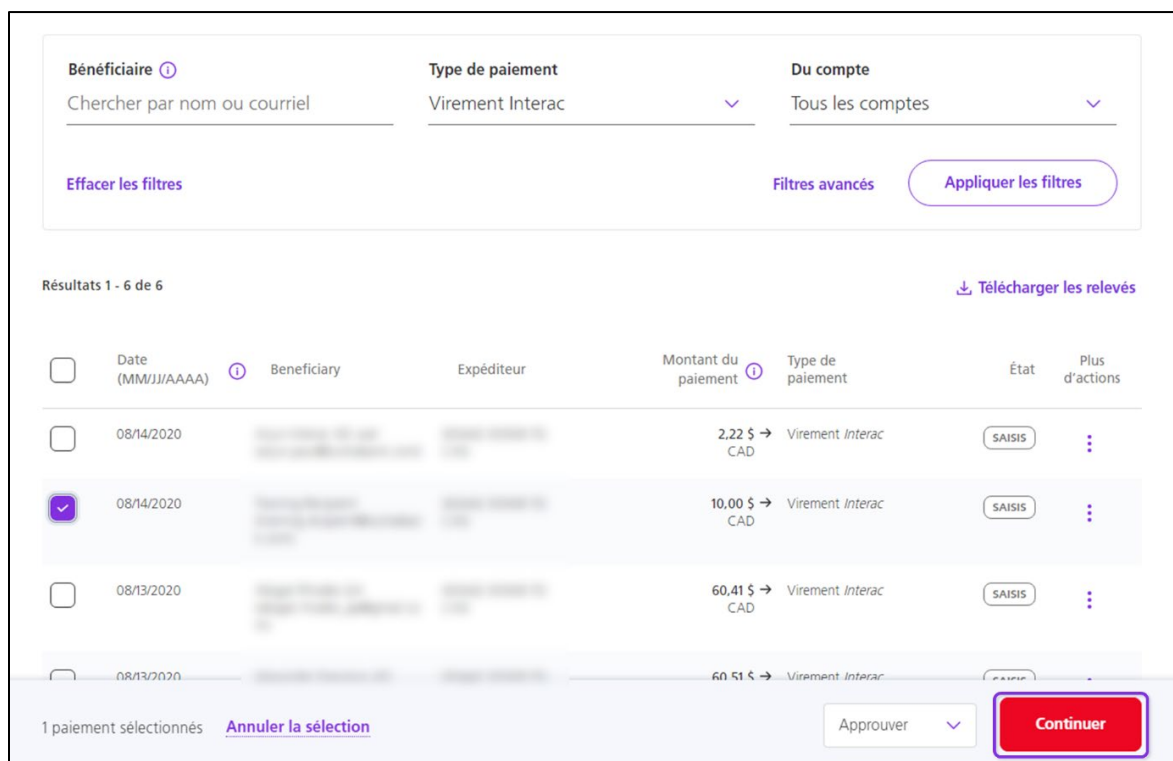 Bénéficiaire Type de paiement Du compte
Chercher par nom ou courriel Virement Interac Tous les comptes
Effacer les filtres Filtres avancés Appliquer les filtres
Résultats 1 - 6 de 6 Télécharger les relevés
Date Montant du Type de Plus
(MM/JJ/AAAA) Beneficiary Expéditeur paiement paiement État d'actions
08/14/2020 2,22 $ → Virement Interac SAISIS
CAD
08/14/2020 10,00 $ → Virement Interac SAISIS
CAD
08/13/2020 60,41 $ → Virement Interac SAISIS
CAD
08/13/2020 60,51 $ → Virement Interac SAISIS
1 paiement sélectionnés Annuler la sélection Approuver Continuer